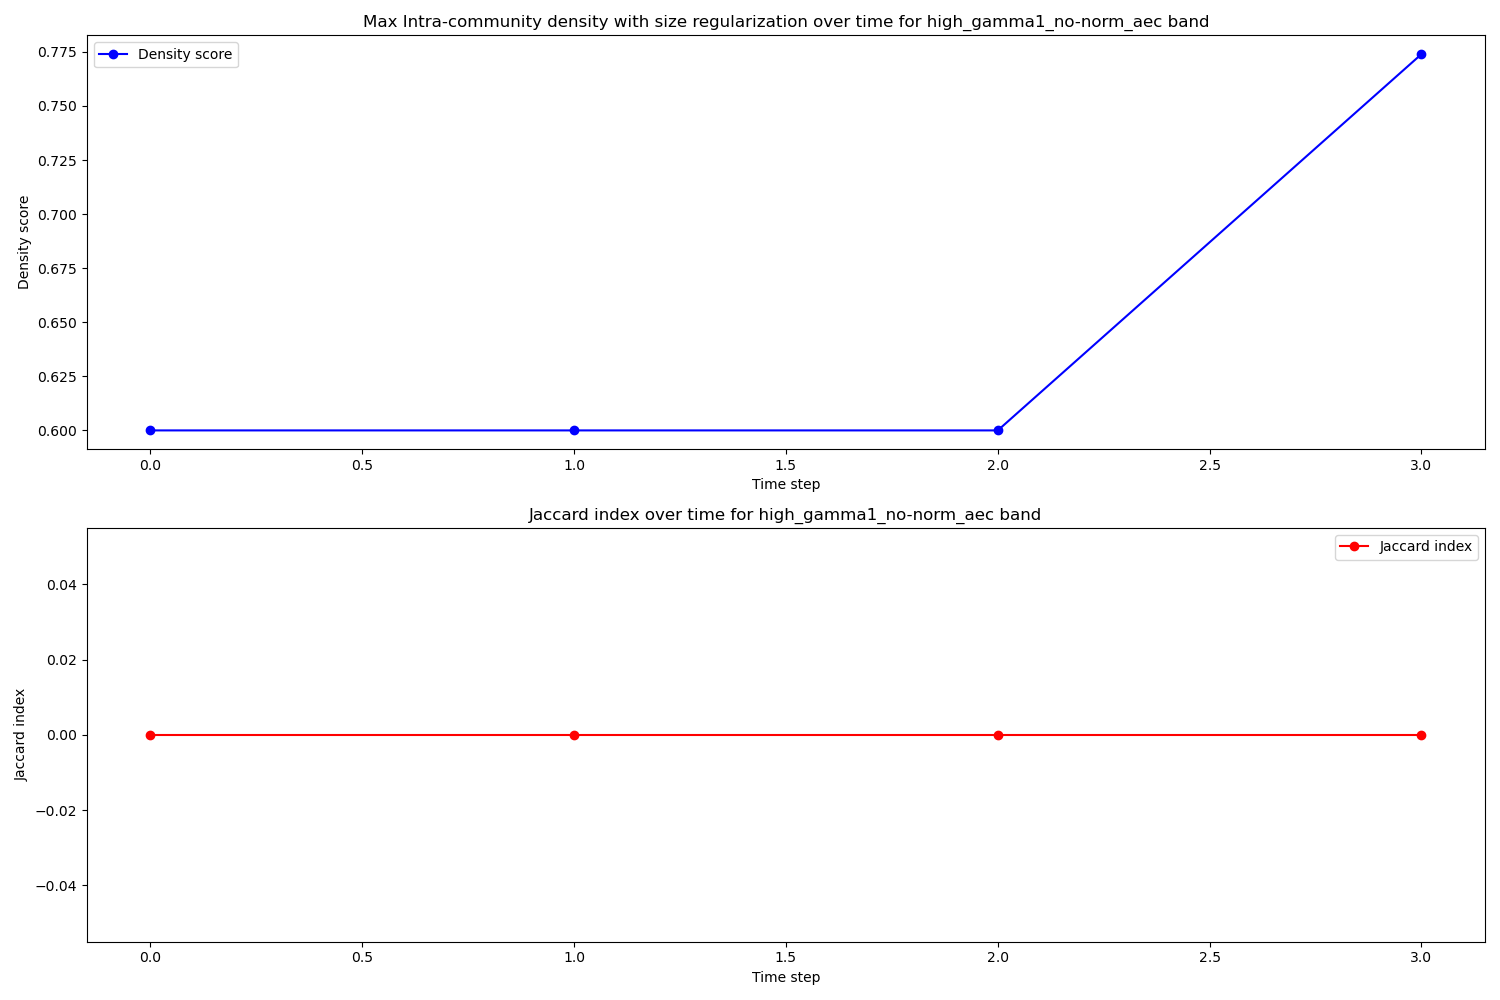 Max Intra-community density with size regularization over time for high_gamma1_no-norm_aec band
Density score
0.775
0.750
0.725
0.700
0.675
0.650
0.625
0.600
Density score
0.0 0.5 1.0 1.5 2.0 2.5 3.0
Time step
Jaccard index over time for high_gamma1_no-norm_aec band
Jaccard index
0.04
0.02
0.00
−0.02
−0.04
Jaccard index
0.0 0.5 1.0 1.5 2.0 2.5 3.0
Time step